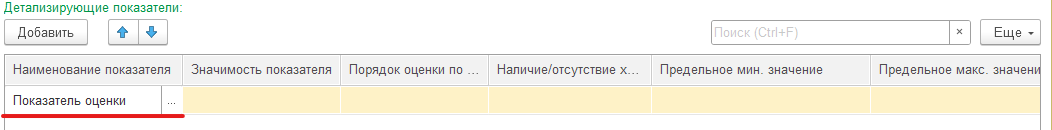 Детализирующие показатели:
Добавить Поиск (Ctrl+F) × Еще
Наименование показателя Значимость показателя Порядок оценки по ... Наличие/отсутствие х... Предельное мин. значение Предельное макс. значени
Показатель оценки ...